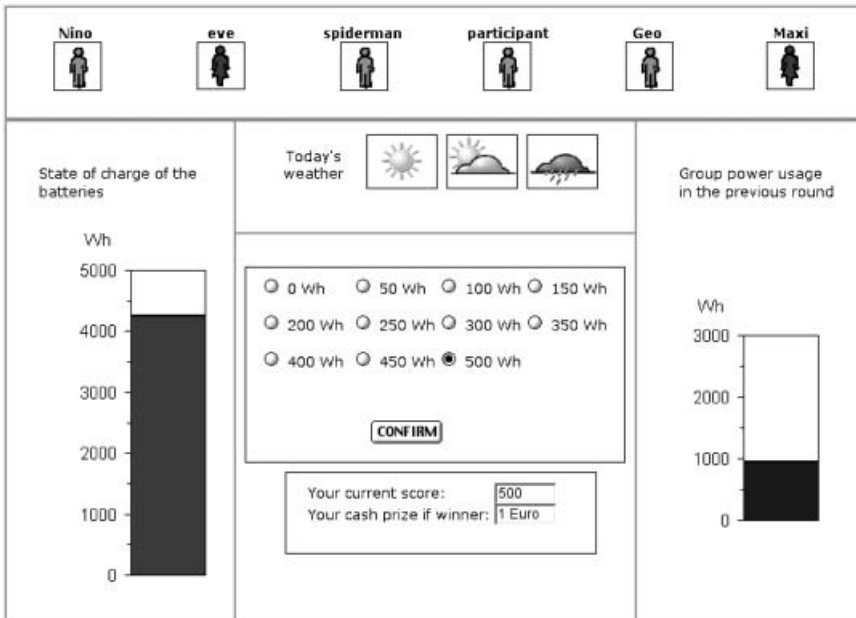 Nino eve spiderman participant Geo Maxi
State of charge of the
batteries
Wh
5000
4000
3000
2000
1000
0
Today's
weather
0 Wh 50 Wh 100 Wh 150 Wh
200 Wh 250 Wh 300 Wh 350 Wh
400 Wh 450 Wh 500 Wh
CONFIRM
Your current score: 500
Your cash prize if winner: 1 Euro
Group power usage
in the previous round
Wh
3000
2000
1000
0